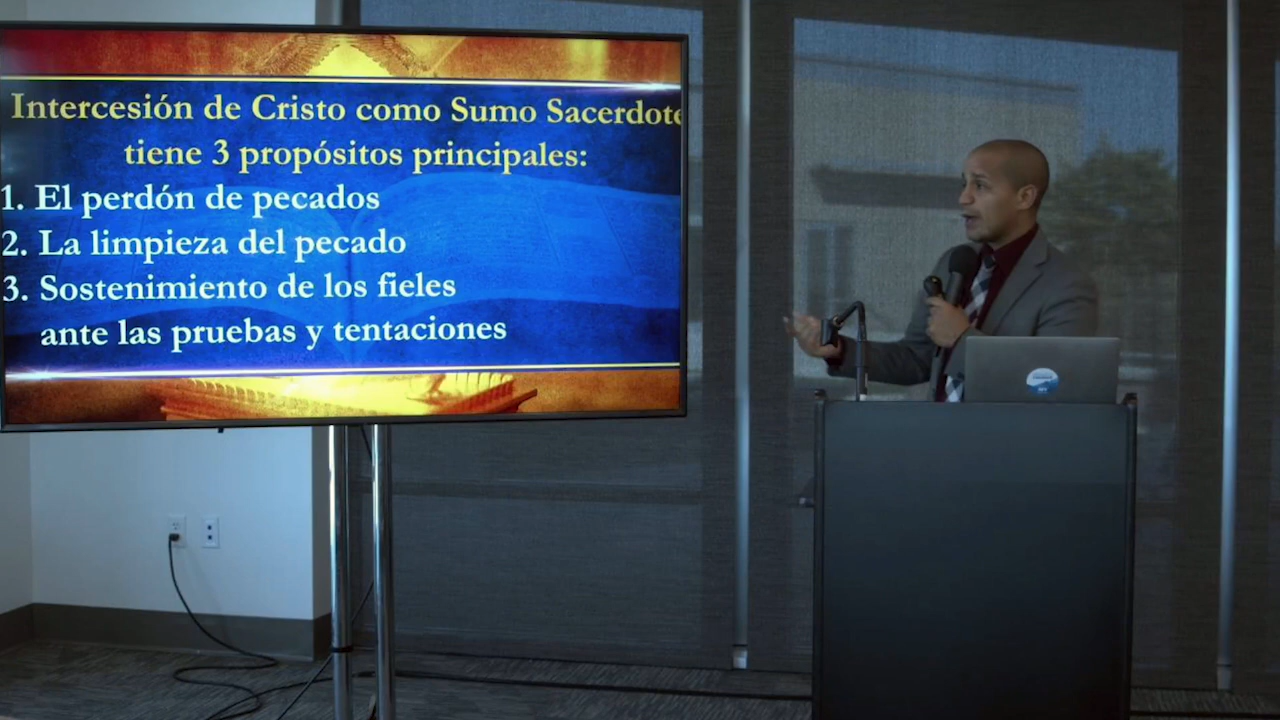 Intercesión de Cristo como Sumo Sacerdote
tiene 3 propósitos principales:
1. El perdón de pecados
2. La limpieza del pecado
3. Sostenimiento de los fieles
ante las pruebas y tentaciones